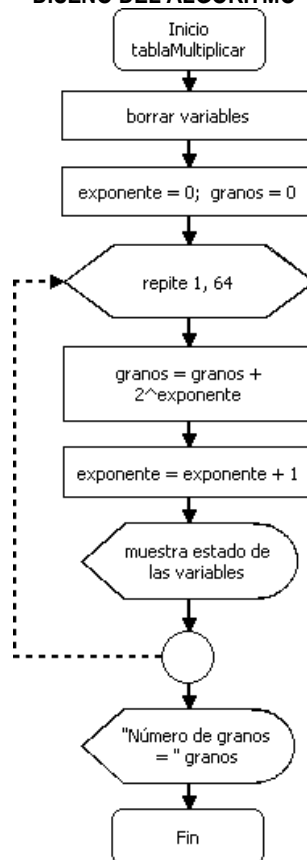 DISEÑO DEL ALGORITMO
Inicio
tablaMultiplicar
borrar variables
exponente = 0; granos = 0
repite 1, 64
granos = granos +
2^exponente
exponente = exponente + 1
muestra estado de
las variables
"Número de granos
= " granos
Fin